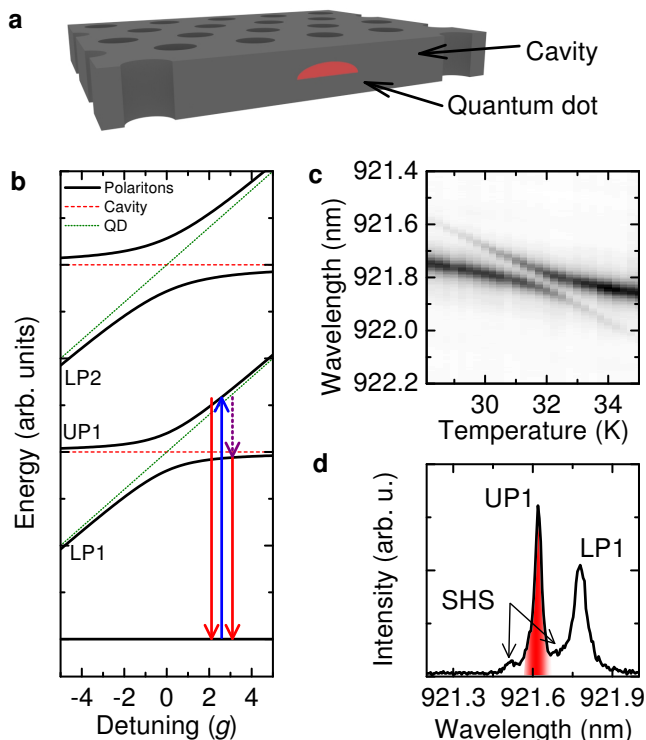 a
Cavity
Quantum dot
b
Polaritons
Cavity
QD
LP2
UP1
LP1
Energy (arb. units)
-4 -2 0 2 4
Detuning (g)
c
921.4
921.6
921.8
922.0
922.2
Wavelength (nm)
30 32 34
Temperature (K)
d
UP1
LP1
SHS
Intensity (arb. u.)
921.3 921.6 921.9
Wavelength (nm)